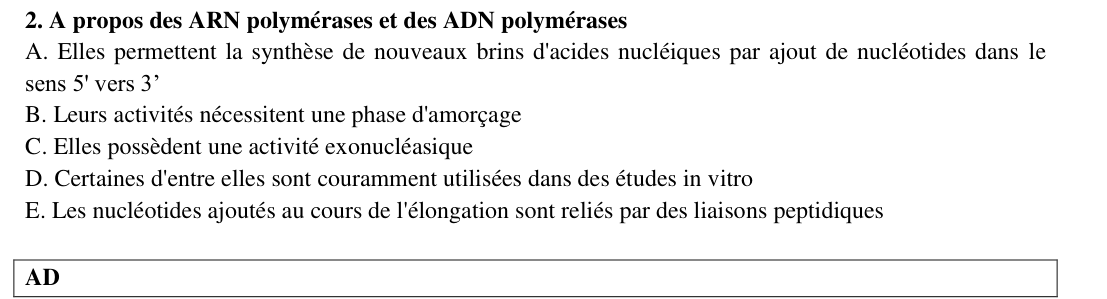 2. A propos des ARN polymérases et des ADN polymérases
A. Elles permettent la synthèse de nouveaux brins d'acides nucléiques par ajout de nucléotides dans le
sens 5' vers 3’
B. Leurs activités nécessitent une phase d'amorçage
C. Elles possèdent une activité exonucléasique
D. Certaines d'entre elles sont couramment utilisées dans des études in vitro
E. Les nucléotides ajoutés au cours de l'élongation sont reliés par des liaisons peptidiques
AD